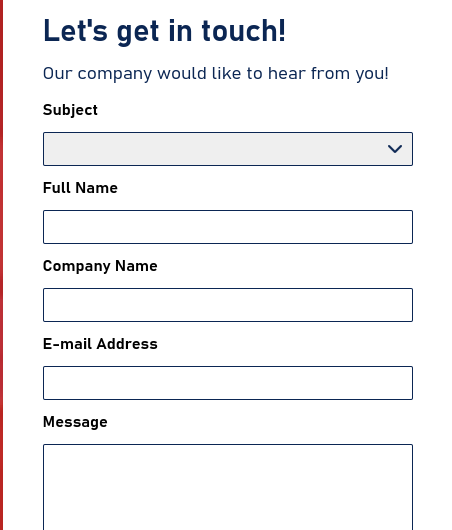 Let's get in touch!
Our company would like to hear from you!
Subject
Full Name
Company Name
E-mail Address
Message